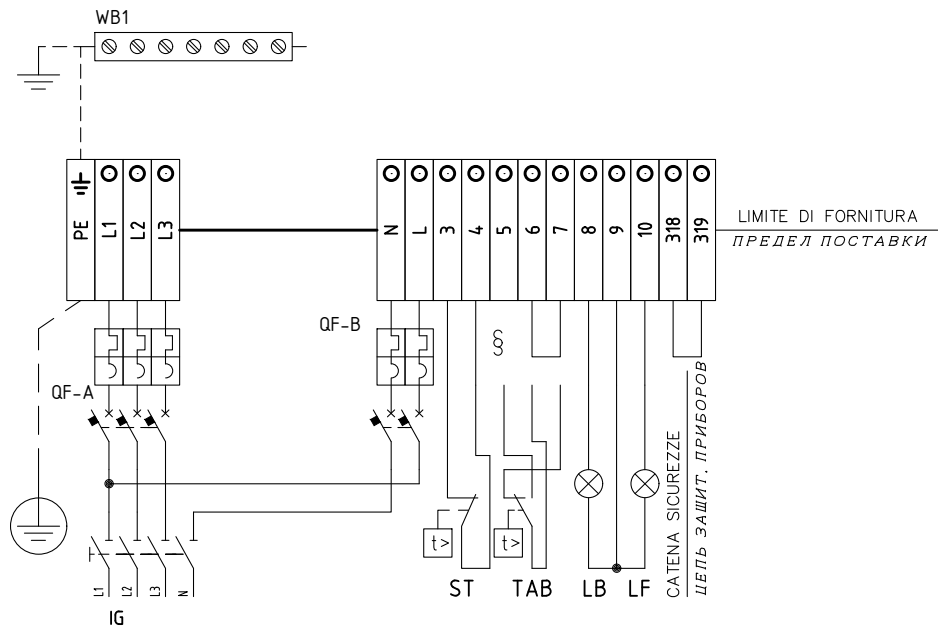 WB1
PE L1 L2 L3 N L 3 4 5 6 7 8 9 10 318 319
LIMITE DI FORNITURA
ПРЕДЕЛ ПОСТАВКИ
QF-B
§
QF-A
CATENA SICUREZZE
ЦЕПЬ ЗАЩИТ. ПРИБОРОВ
t> t>
L1 L2 L3 N
ST TAB LB LF
IG